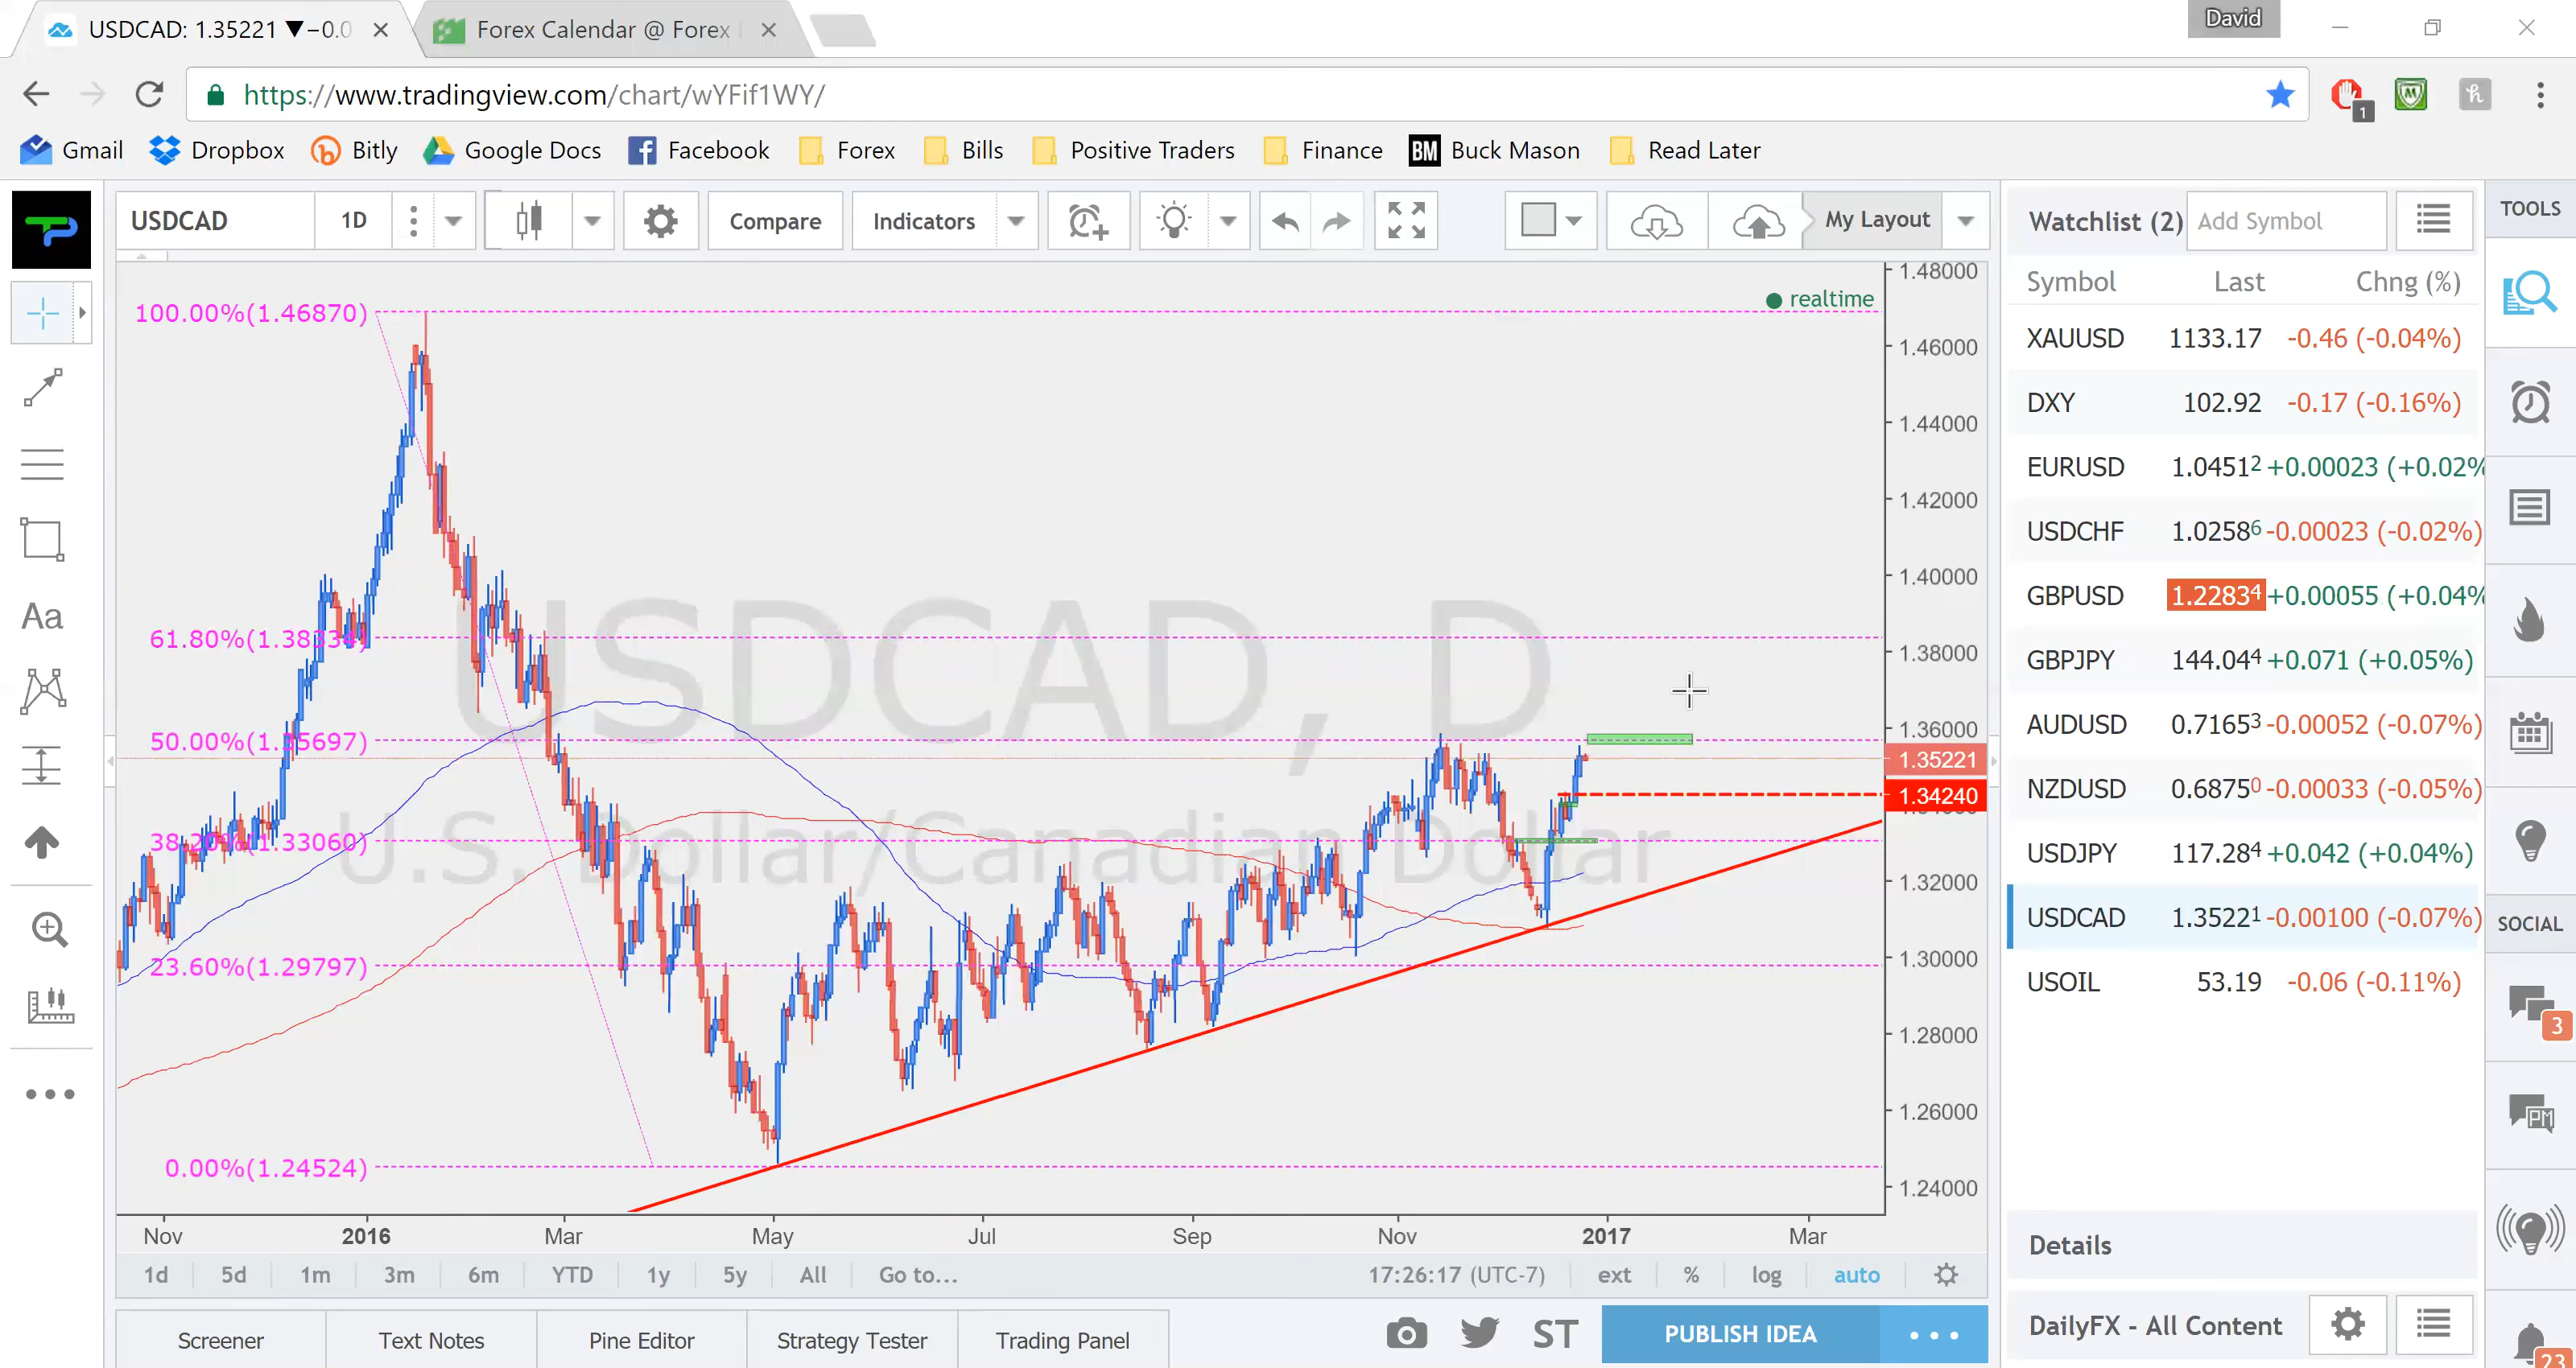 USDCAD: 1.35221 ▼−0.0
Forex Calendar @ Forex
David
https://www.tradingview.com/chart/wYFif1WY/
1
Gmail Dropbox Bitly Google Docs Facebook Forex Bills Positive Traders Finance BM Buck Mason Read Later
USDCAD 1D Compare Indicators My Layout
Watchlist (2) Add Symbol
TOOLS
Symbol Last Chng (%)
XAUUSD 1133.17 -0.46 (-0.04%)
DXY 102.92 -0.17 (-0.16%)
EURUSD 1.04512 +0.00023 (+0.02%
USDCHF 1.02586 -0.00023 (-0.02%)
GBPUSD 1.22834 +0.00055 (+0.04%
GBPJPY 144.044 +0.071 (+0.05%)
AUDUSD 0.71653 -0.00052 (-0.07%)
NZDUSD 0.68750 -0.00033 (-0.05%)
USDJPY 117.284 +0.042 (+0.04%)
USDCAD 1.35221 -0.00100 (-0.07%)
USOIL 53.19 -0.06 (-0.11%)
SOCIAL
3
PM
23
Details
DailyFX - All Content
realtime
USDCAD, D
U.S. Dollar/Canadian Dollar
100.00%(1.46870)
61.80%(1.38334)
50.00%(1.35697)
38.20%(1.33060)
23.60%(1.29797)
0.00%(1.24524)
1.48000
1.46000
1.44000
1.42000
1.40000
1.38000
1.36000
1.35221
1.34240
1.32000
1.30000
1.28000
1.26000
1.24000
Nov 2016 Mar May Jul Sep Nov 2017 Mar
1d 5d 1m 3m 6m YTD 1y 5y All Go to... 17:26:17 (UTC-7) ext % log auto
Aa
Screener Text Notes Pine Editor Strategy Tester Trading Panel ST PUBLISH IDEA